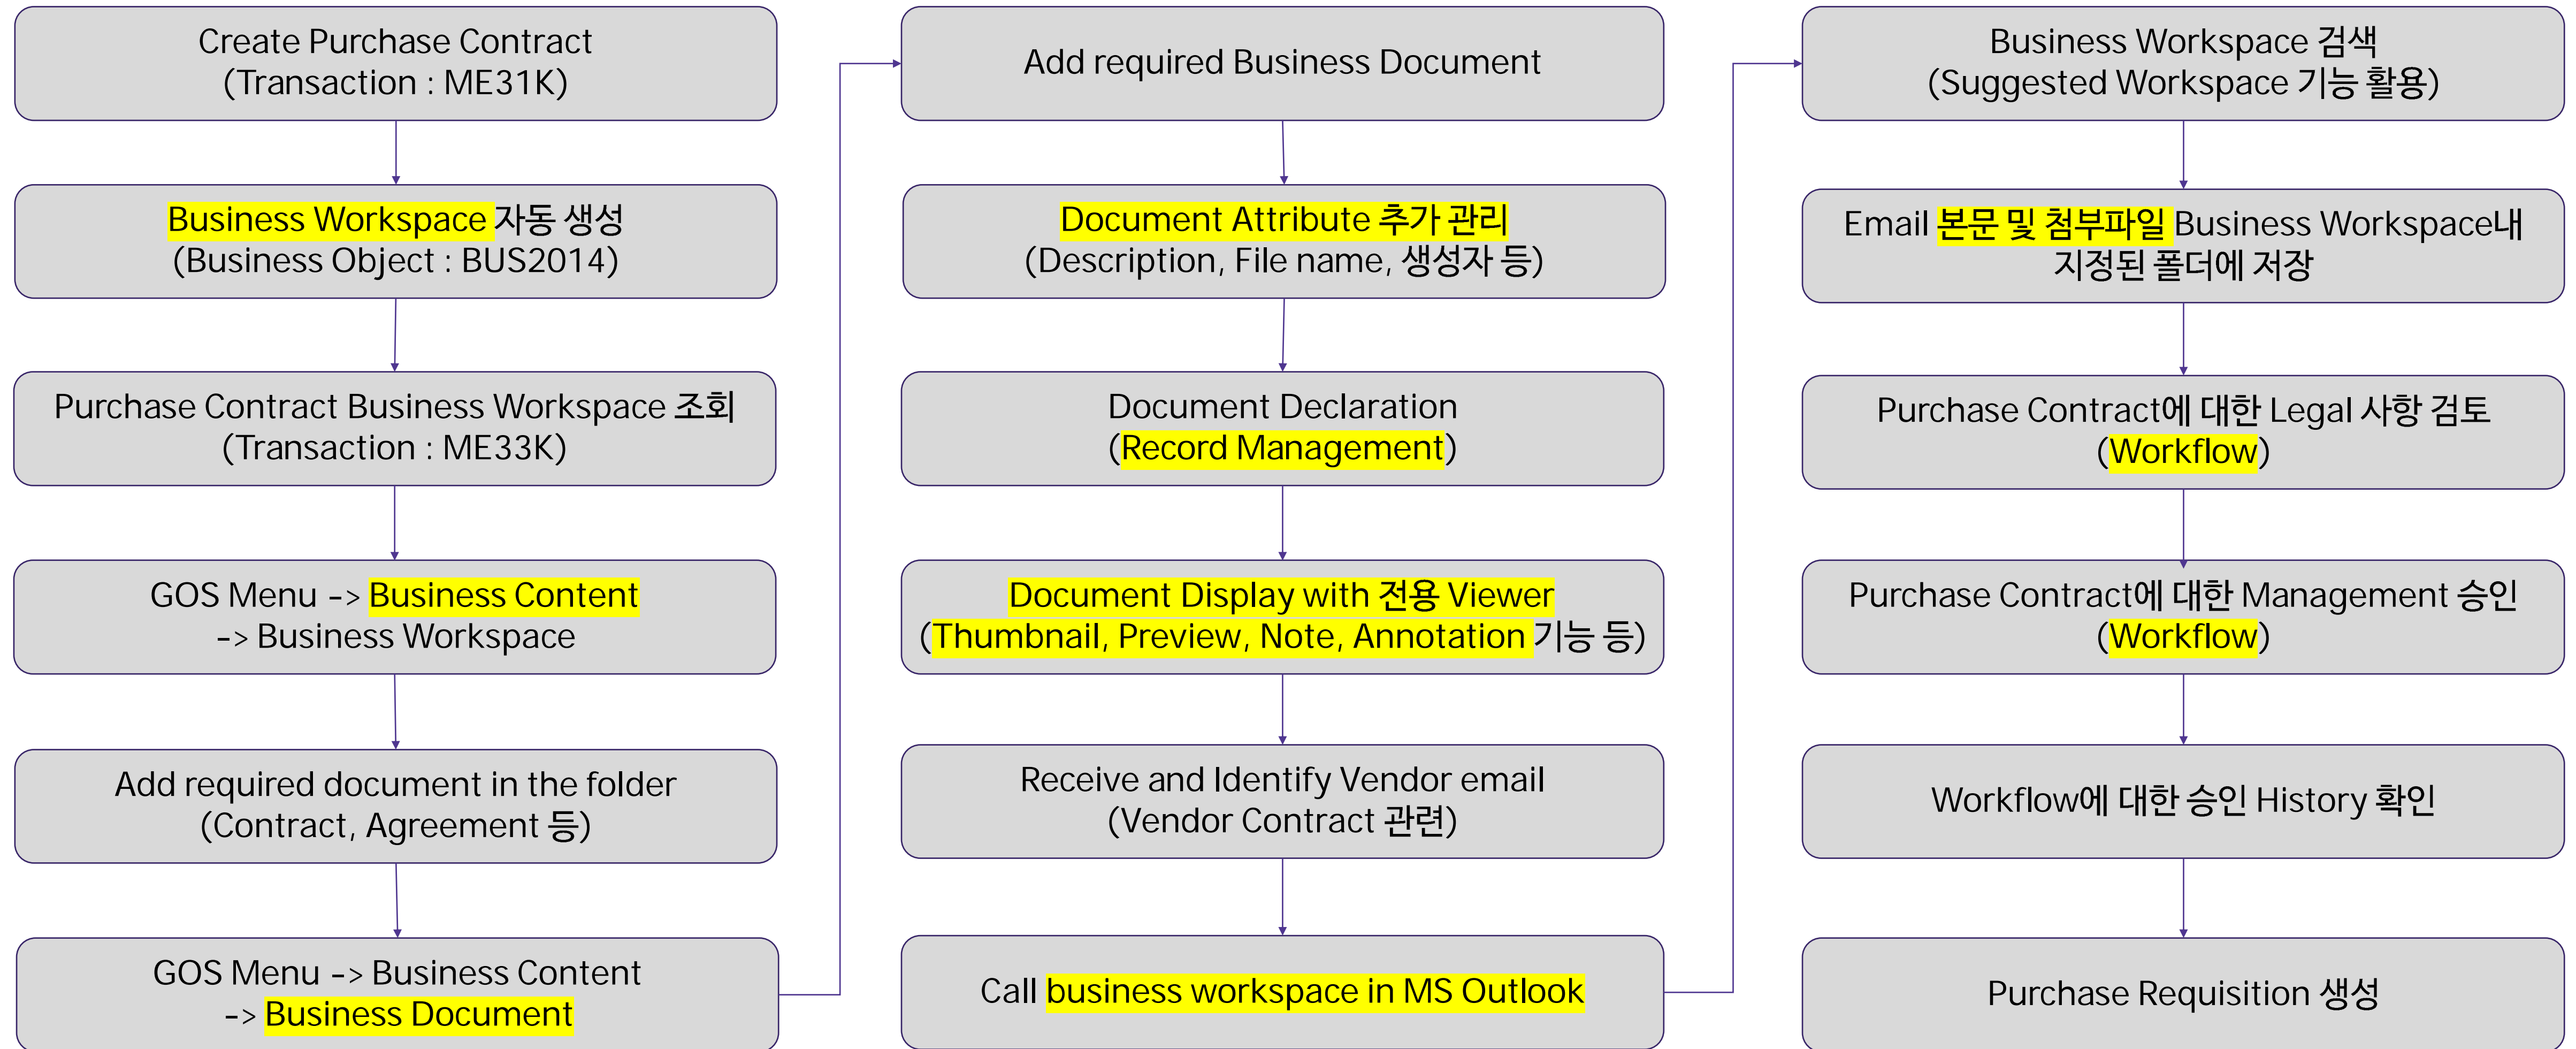 Create Purchase Contract
(Transaction : ME31K)
Business Workspace 자동 생성
(Business Object : BUS2014)
Purchase Contract Business Workspace 조회
(Transaction : ME33K)
GOS Menu -> Business Content
-> Business Workspace
Add required document in the folder
(Contract, Agreement 등)
GOS Menu -> Business Content
-> Business Document
Add required Business Document
Document Attribute 추가 관리
(Description, File name, 생성자 등)
Document Declaration
(Record Management)
Document Display with 전용 Viewer
(Thumbnail, Preview, Note, Annotation 기능 등)
Receive and Identify Vendor email
(Vendor Contract 관련)
Call business workspace in MS Outlook
Business Workspace 검색
(Suggested Workspace 기능 활용)
Email 본문 및 첨부파일 Business Workspace내
지정된 폴더에 저장
Purchase Contract에 대한 Legal 사항 검토
(Workflow)
Purchase Contract에 대한 Management 승인
(Workflow)
Workflow에 대한 승인 History 확인
Purchase Requisition 생성